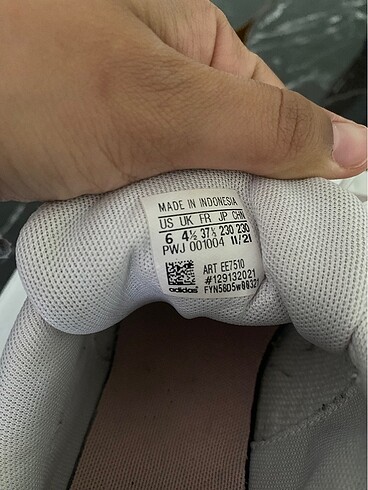 MADE IN INDONESIA
US UK FR JP CHN
6 4½ 37⅓ 230 230
PWJ 001004 11/21
ART EE7510
#129132021
adidas FYN58D5W00321